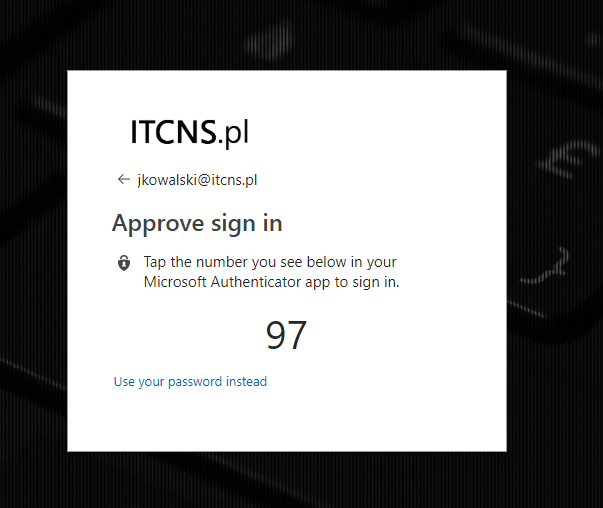 ITCNS.pl
jkowalski@itcns.pl
Approve sign in
Tap the number you see below in your
Microsoft Authenticator app to sign in.
97
Use your password instead